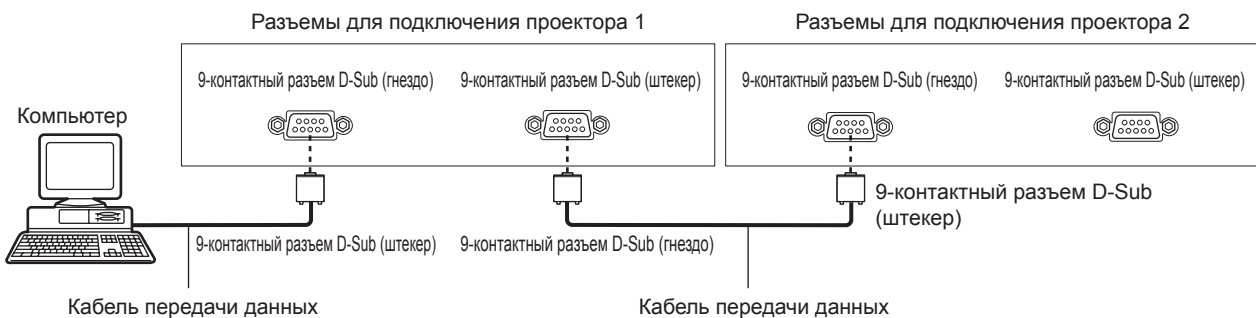 Разъемы для подключения проектора 1
Разъемы для подключения проектора 2
9-контактный разъем D-Sub (гнездо)
9-контактный разъем D-Sub (штекер)
9-контактный разъем D-Sub (гнездо)
9-контактный разъем D-Sub (штекер)
Компьютер
9-контактный разъем D-Sub
(штекер)
9-контактный разъем D-Sub (штекер)
9-контактный разъем D-Sub (гнездо)
Кабель передачи данных
Кабель передачи данных